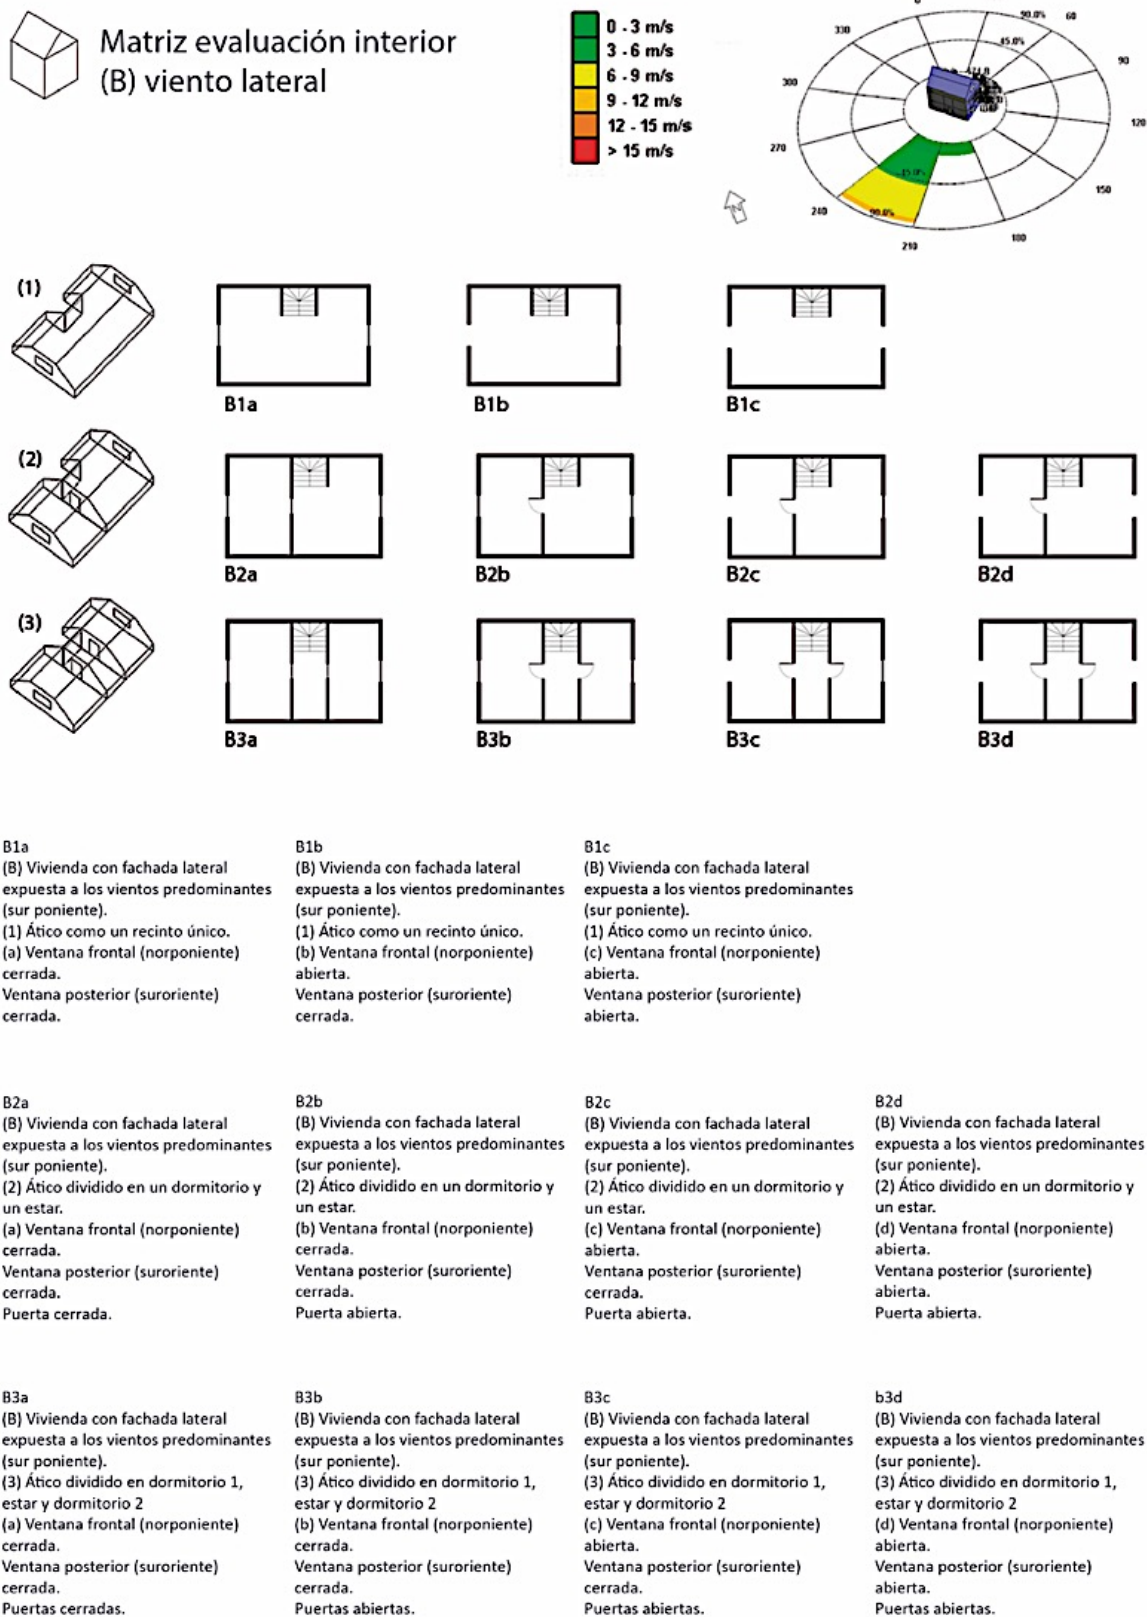 Matriz evaluación interior
(B) viento lateral
0 - 3 m/s
3 - 6 m/s
6 - 9 m/s
9 - 12 m/s
12 - 15 m/s
> 15 m/s
90.0%
60
330
45.0%
90
300
120
270
150
45.0%
240
90.0%
180
210
(1)
B1a
B1b
B1c
(2)
B2a
B2b
B2c
B2d
(3)
B3a
B3b
B3c
B3d
B1a
(B) Vivienda con fachada lateral
expuesta a los vientos predominantes
(sur poniente).
(1) Ático como un recinto único.
(a) Ventana frontal (norponiente)
cerrada.
Ventana posterior (suroriente)
cerrada.
B1b
(B) Vivienda con fachada lateral
expuesta a los vientos predominantes
(sur poniente).
(1) Ático como un recinto único.
(b) Ventana frontal (norponiente)
abierta.
Ventana posterior (suroriente)
cerrada.
B1c
(B) Vivienda con fachada lateral
expuesta a los vientos predominantes
(sur poniente).
(1) Ático como un recinto único.
(c) Ventana frontal (norponiente)
abierta.
Ventana posterior (suroriente)
abierta.
B2a
(B) Vivienda con fachada lateral
expuesta a los vientos predominantes
(sur poniente).
(2) Ático dividido en un dormitorio y
un estar.
(a) Ventana frontal (norponiente)
cerrada.
Ventana posterior (suroriente)
cerrada.
Puerta cerrada.
B2b
(B) Vivienda con fachada lateral
expuesta a los vientos predominantes
(sur poniente).
(2) Ático dividido en un dormitorio y
un estar.
(b) Ventana frontal (norponiente)
cerrada.
Ventana posterior (suroriente)
cerrada.
Puerta abierta.
B2c
(B) Vivienda con fachada lateral
expuesta a los vientos predominantes
(sur poniente).
(2) Ático dividido en un dormitorio y
un estar.
(c) Ventana frontal (norponiente)
abierta.
Ventana posterior (suroriente)
cerrada.
Puerta abierta.
B2d
(B) Vivienda con fachada lateral
expuesta a los vientos predominantes
(sur poniente).
(2) Ático dividido en un dormitorio y
un estar.
(d) Ventana frontal (norponiente)
abierta.
Ventana posterior (suroriente)
abierta.
Puerta abierta.
B3a
(B) Vivienda con fachada lateral
expuesta a los vientos predominantes
(sur poniente).
(3) Ático dividido en dormitorio 1,
estar y dormitorio 2
(a) Ventana frontal (norponiente)
cerrada.
Ventana posterior (suroriente)
cerrada.
Puertas cerradas.
B3b
(B) Vivienda con fachada lateral
expuesta a los vientos predominantes
(sur poniente).
(3) Ático dividido en dormitorio 1,
estar y dormitorio 2
(b) Ventana frontal (norponiente)
cerrada.
Ventana posterior (suroriente)
cerrada.
Puertas abiertas.
B3c
(B) Vivienda con fachada lateral
expuesta a los vientos predominantes
(sur poniente).
(3) Ático dividido en dormitorio 1,
estar y dormitorio 2
(c) Ventana frontal (norponiente)
abierta.
Ventana posterior (suroriente)
cerrada.
Puertas abiertas.
b3d
(B) Vivienda con fachada lateral
expuesta a los vientos predominantes
(sur poniente).
(3) Ático dividido en dormitorio 1,
estar y dormitorio 2
(d) Ventana frontal (norponiente)
abierta.
Ventana posterior (suroriente)
abierta.
Puertas abiertas.